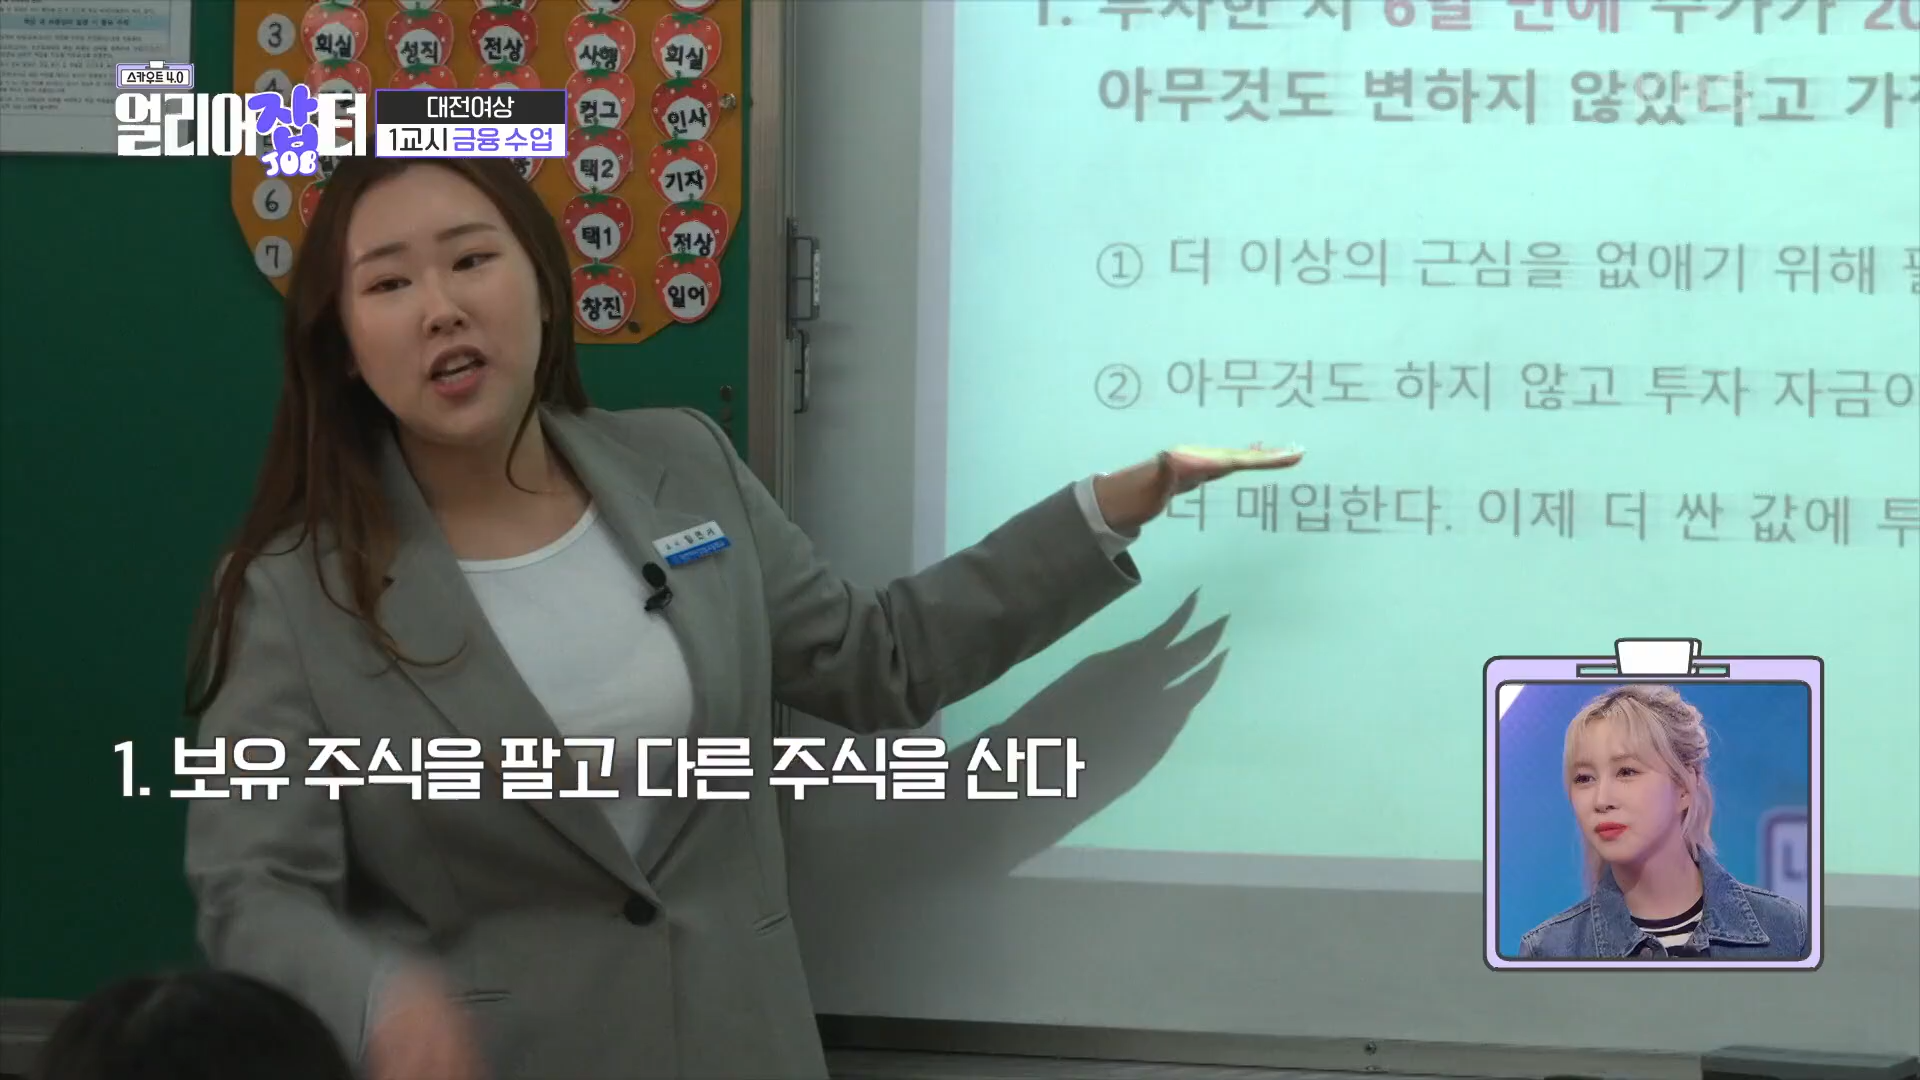 스카우트 4.0
얼리어잡터
JOB
대전여상
1교시 금융 수업
3
4
6
7
회실
성직
전상
사행
회실
컴그
인사
택2
기자
택1
전상
창진
일어
아무것도 변하지 않았다고
① 더 이상의 근심을 없애기 위해
② 아무것도 하지 않고 투자 자금이
더 매입한다. 이제 더 싼 값에 투
1. 보유 주식을 팔고 다른 주식을 산다